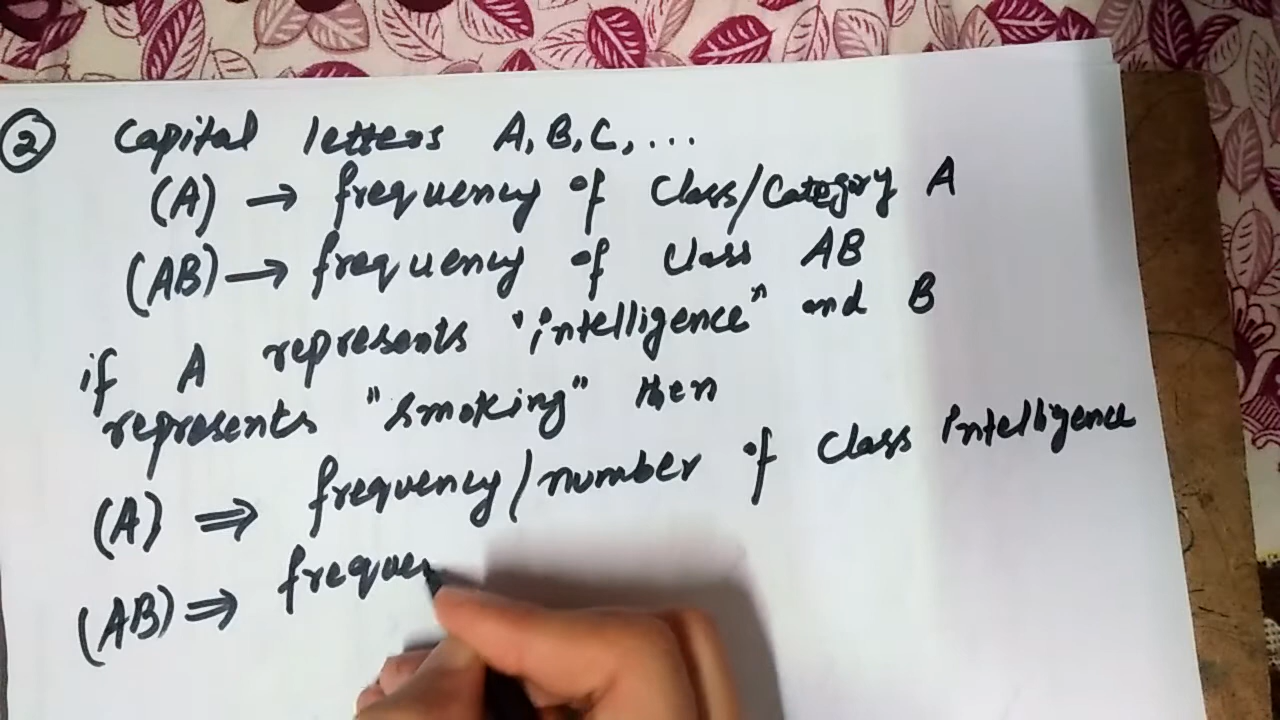 ② Capital letters A, B, C, ...
(A) → frequency of Class/Category A
(AB) → frequency of class AB
if A represents "intelligence" and B
represents "smoking" then
(A) ⇒ frequency/number of Class intelligence
(AB) ⇒ freque